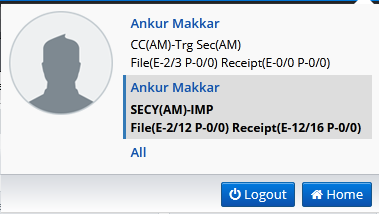 Ankur Makkar
CC(AM)-Trg Sec(AM)
File(E-2/3 P-0/0) Receipt(E-0/0 P-0/0)
Ankur Makkar
SECY(AM)-IMP
File(E-2/12 P-0/0) Receipt(E-12/16 P-0/0)
All
Logout Home